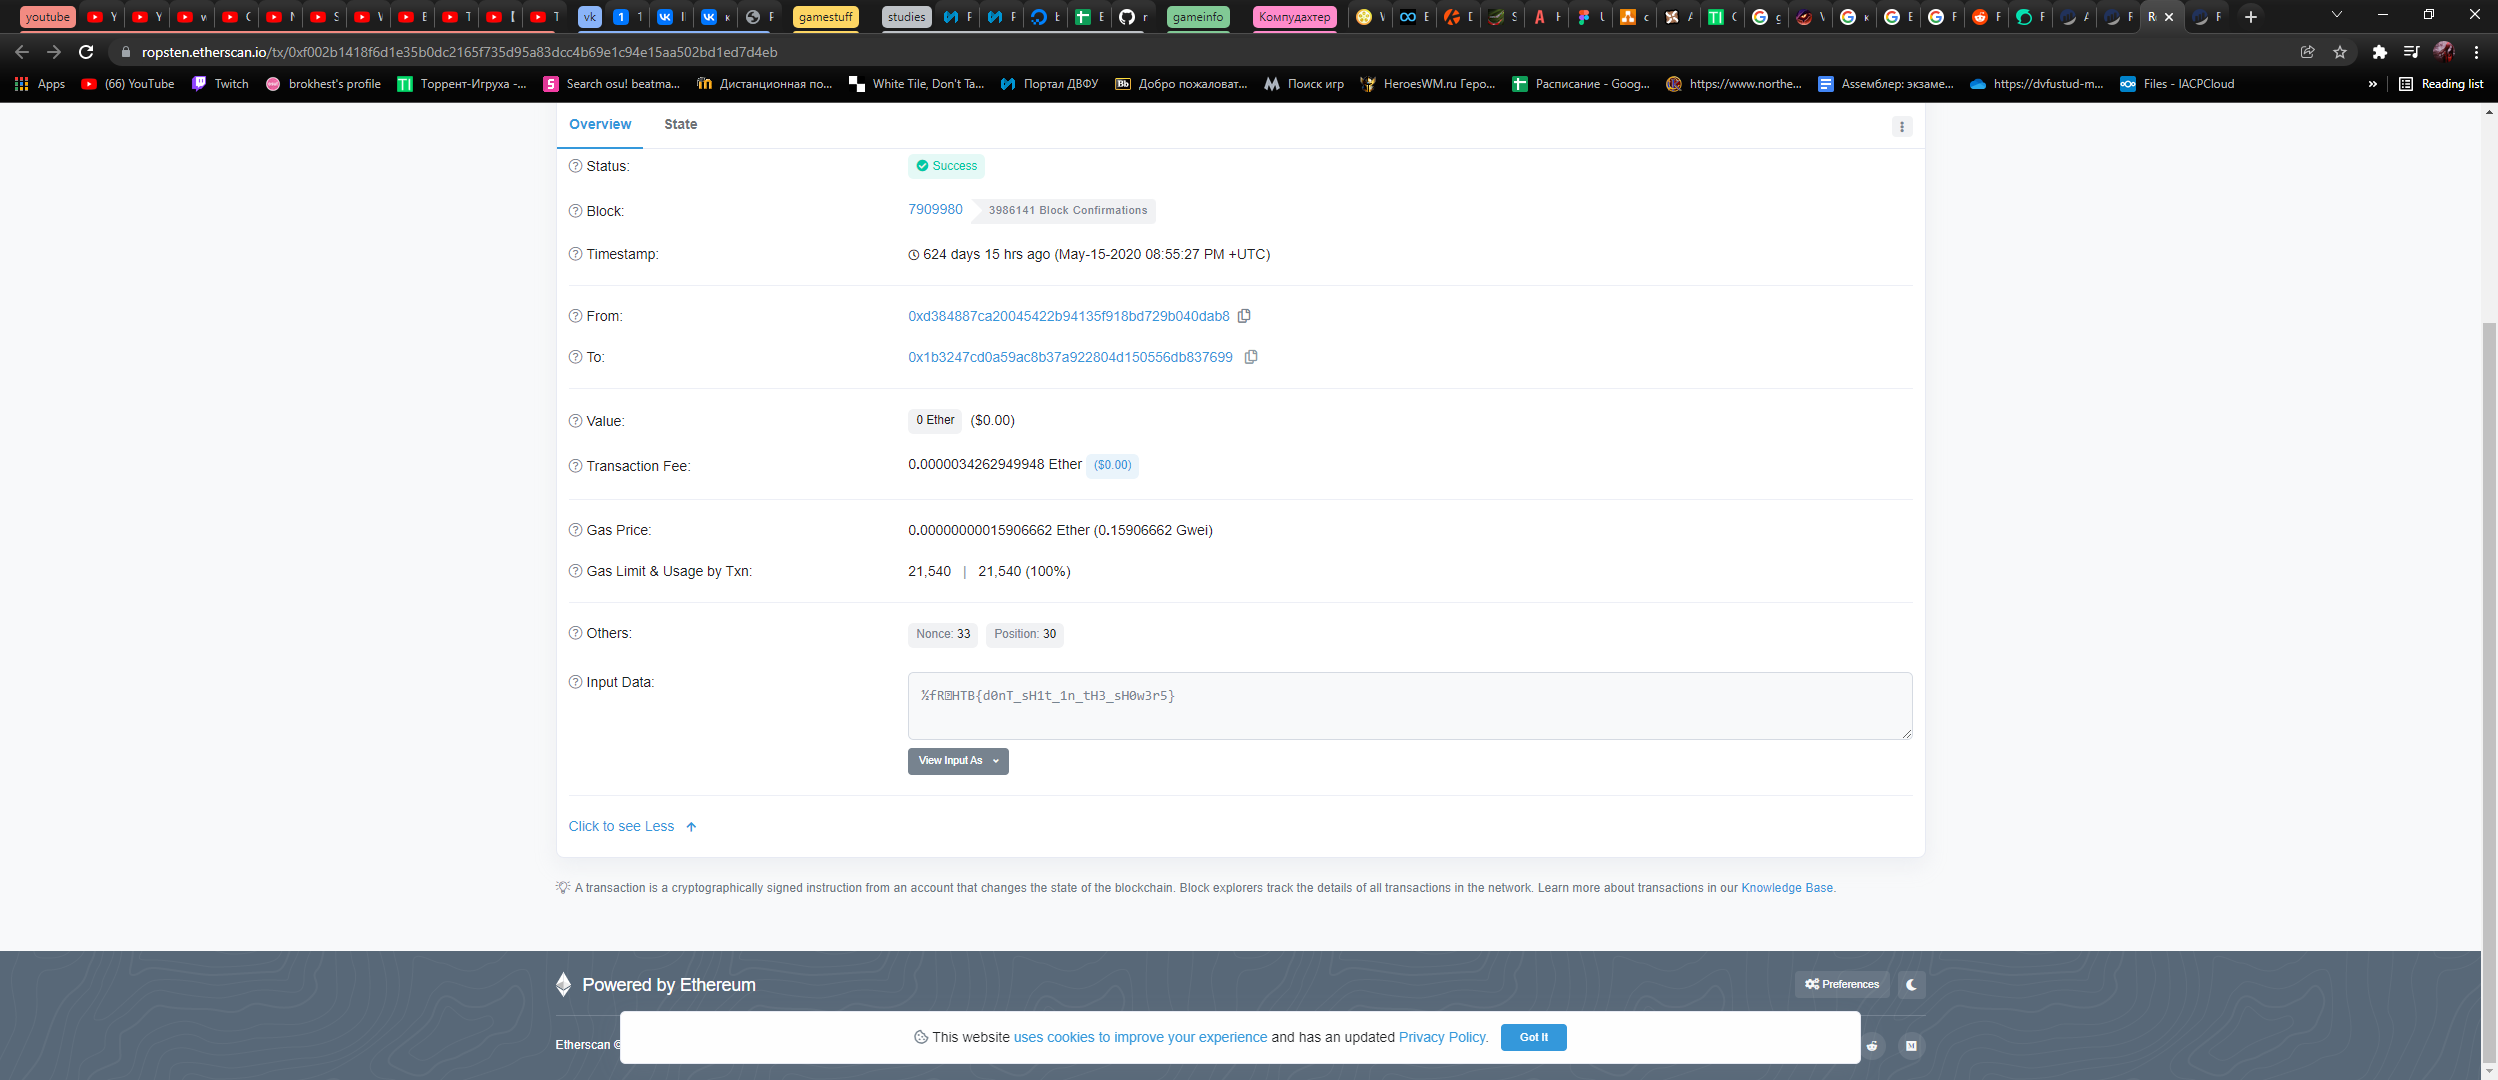 youtube vk gamestuff studies gameinfo Компудахтер
ropsten.etherscan.io/tx/0xf002b1418f6d1e35b0dc2165f735d95a83dcc4b69e1c94e15aa502bd1ed7d4eb
Apps (66) YouTube Twitch brokhest's profile Торрент-Игруха -... Search osu! beatma... Дистанционная по... White Tile, Don't Ta... Портал ДВФУ Добро пожаловат... Поиск игр HeroesWM.ru Геро... Расписание - Goog... https://www.northe... Assемблер: экзаме... https://dvfustud-m... Files - IACPCloud » Reading list
Overview State
Status: Success
Block: 7909980 3986141 Block Confirmations
Timestamp: 624 days 15 hrs ago (May-15-2020 08:55:27 PM +UTC)
From: 0xd384887ca20045422b94135f918bd729b040dab8
To: 0x1b3247cd0a59ac8b37a922804d150556db837699
Value: 0 Ether ($0.00)
Transaction Fee: 0.0000034262949948 Ether ($0.00)
Gas Price: 0.00000000015906662 Ether (0.15906662 Gwei)
Gas Limit & Usage by Txn: 21,540 | 21,540 (100%)
Others: Nonce: 33 Position: 30
Input Data: ½fRHTB{d0nT_sH1t_1n_tH3_sH0w3r5}
View Input As
Click to see Less
A transaction is a cryptographically signed instruction from an account that changes the state of the blockchain. Block explorers track the details of all transactions in the network. Learn more about transactions in our Knowledge Base.
Powered by Ethereum Preferences
Etherscan ©
This website uses cookies to improve your experience and has an updated Privacy Policy. Got It